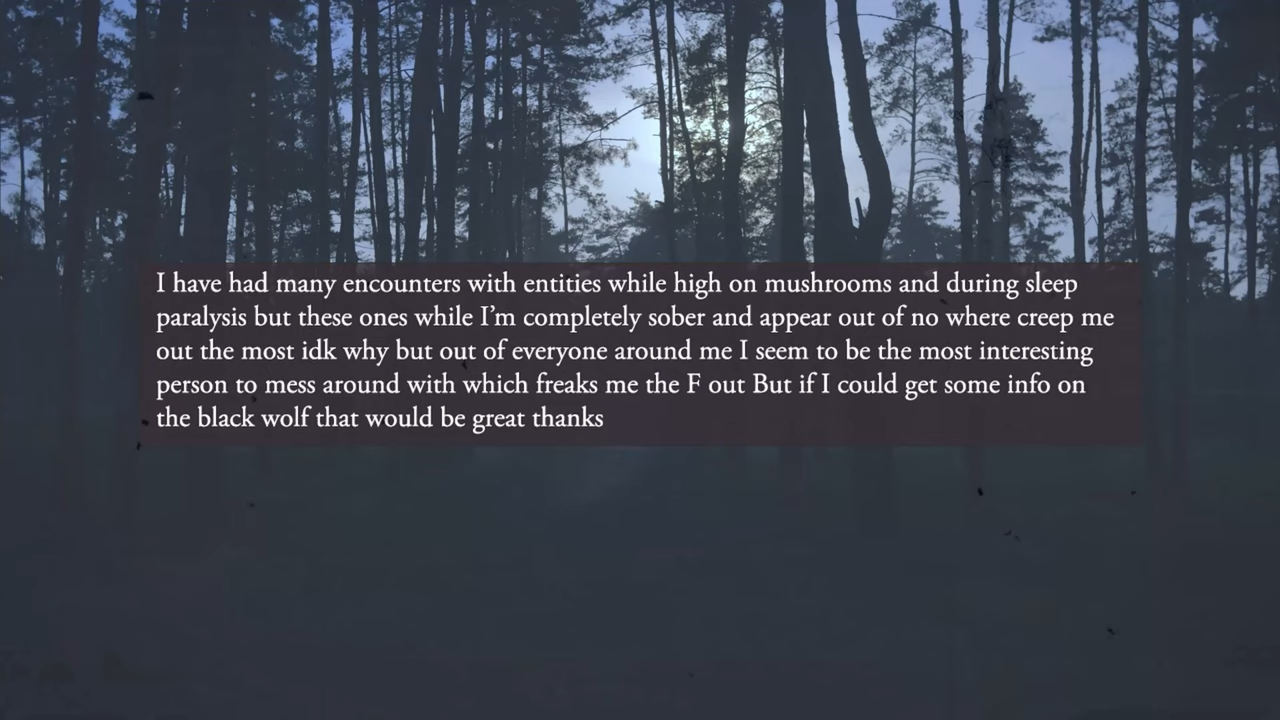 I have had many encounters with entities while high on mushrooms and during sleep
paralysis but these ones while I’m completely sober and appear out of no where creep me
out the most idk why but out of everyone around me I seem to be the most interesting
person to mess around with which freaks me the F out But if I could get some info on
the black wolf that would be great thanks